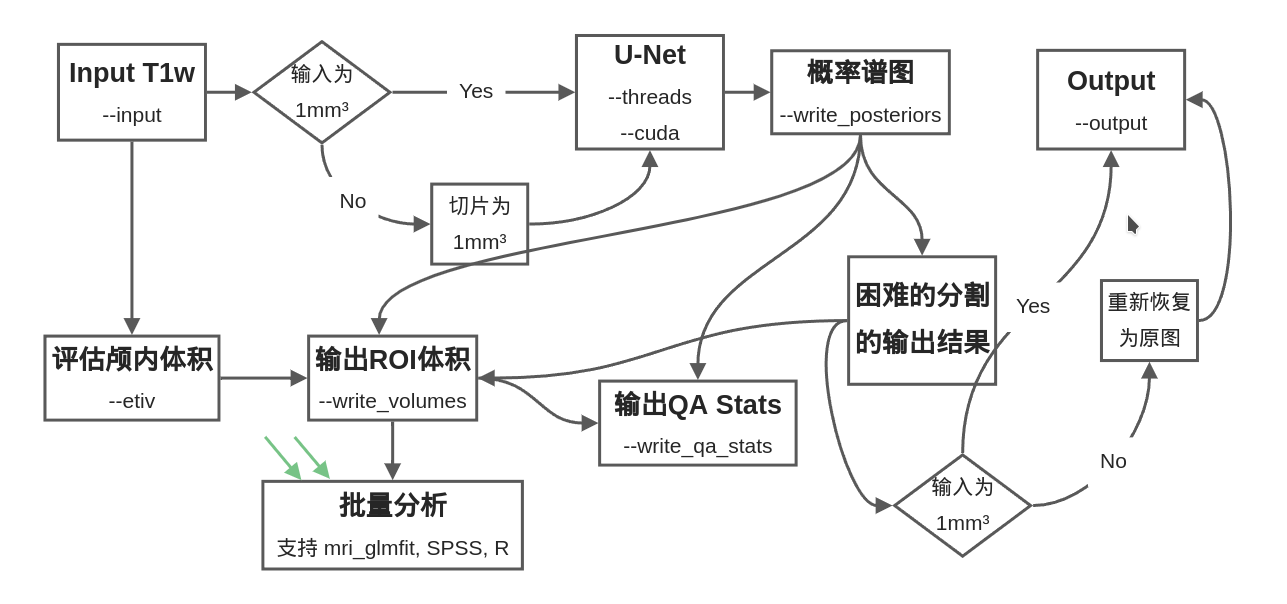 Input T1w
--input
输入为
1mm³
Yes
No
切片为
1mm³
U-Net
--threads
--cuda
概率谱图
--write_posteriors
Output
--output
评估颅内体积
--etiv
输出ROI体积
--write_volumes
输出QA Stats
--write_qa_stats
困难的分割
的输出结果
Yes
重新恢复
为原图
No
输入为
1mm³
批量分析
支持 mri_glmfit, SPSS, R